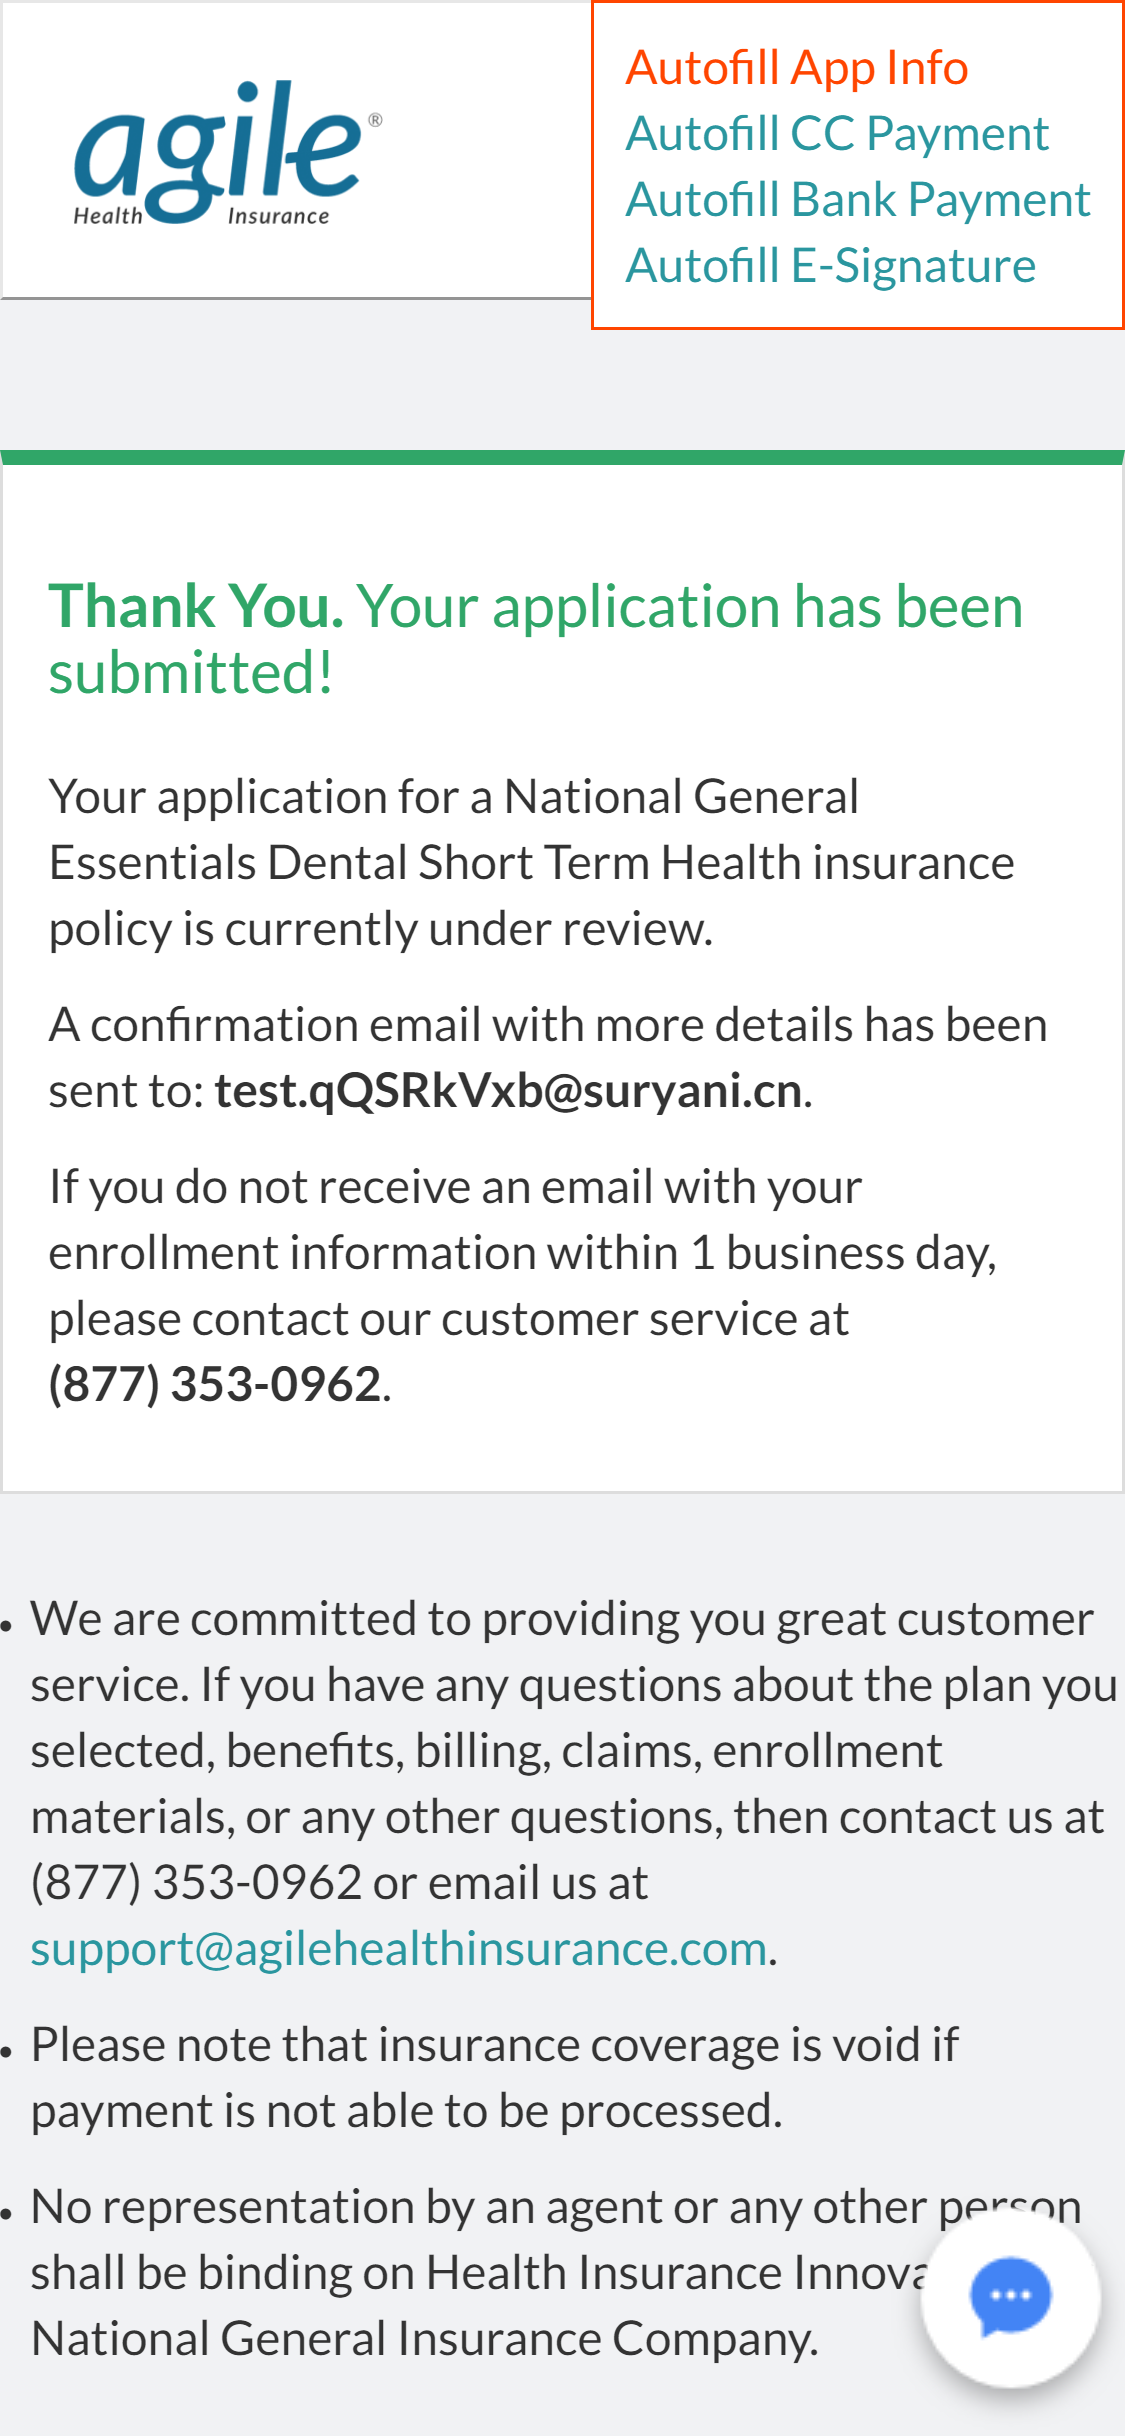 agile®
Health Insurance
Autofill App Info
Autofill CC Payment
Autofill Bank Payment
Autofill E-Signature
Thank You. Your application has been
submitted!
Your application for a National General
Essentials Dental Short Term Health insurance
policy is currently under review.
A confirmation email with more details has been
sent to: test.qQSRkVxb@suryani.cn.
If you do not receive an email with your
enrollment information within 1 business day,
please contact our customer service at
(877) 353-0962.
• We are committed to providing you great customer
service. If you have any questions about the plan you
selected, benefits, billing, claims, enrollment
materials, or any other questions, then contact us at
(877) 353-0962 or email us at
support@agilehealthinsurance.com.
• Please note that insurance coverage is void if
payment is not able to be processed.
• No representation by an agent or any other person
shall be binding on Health Insurance
National General Insurance Company.